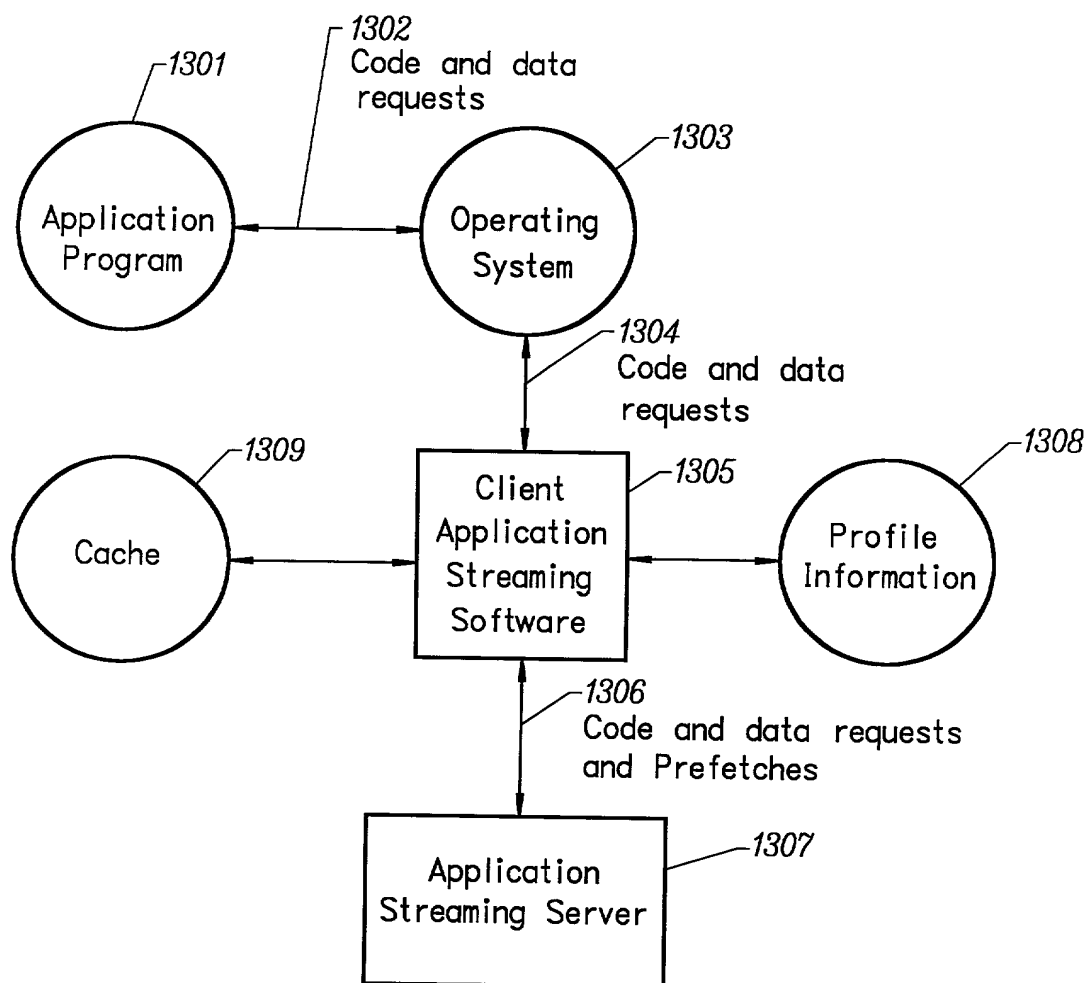 1302
Code and data
requests
1301
1303
Application
Program
Operating
System
1304
Code and data
requests
1309
1308
1305
Client
Application
Streaming
Software
Cache
Profile
Information
1306
Code and data requests
and Prefetches
1307
Application
Streaming Server